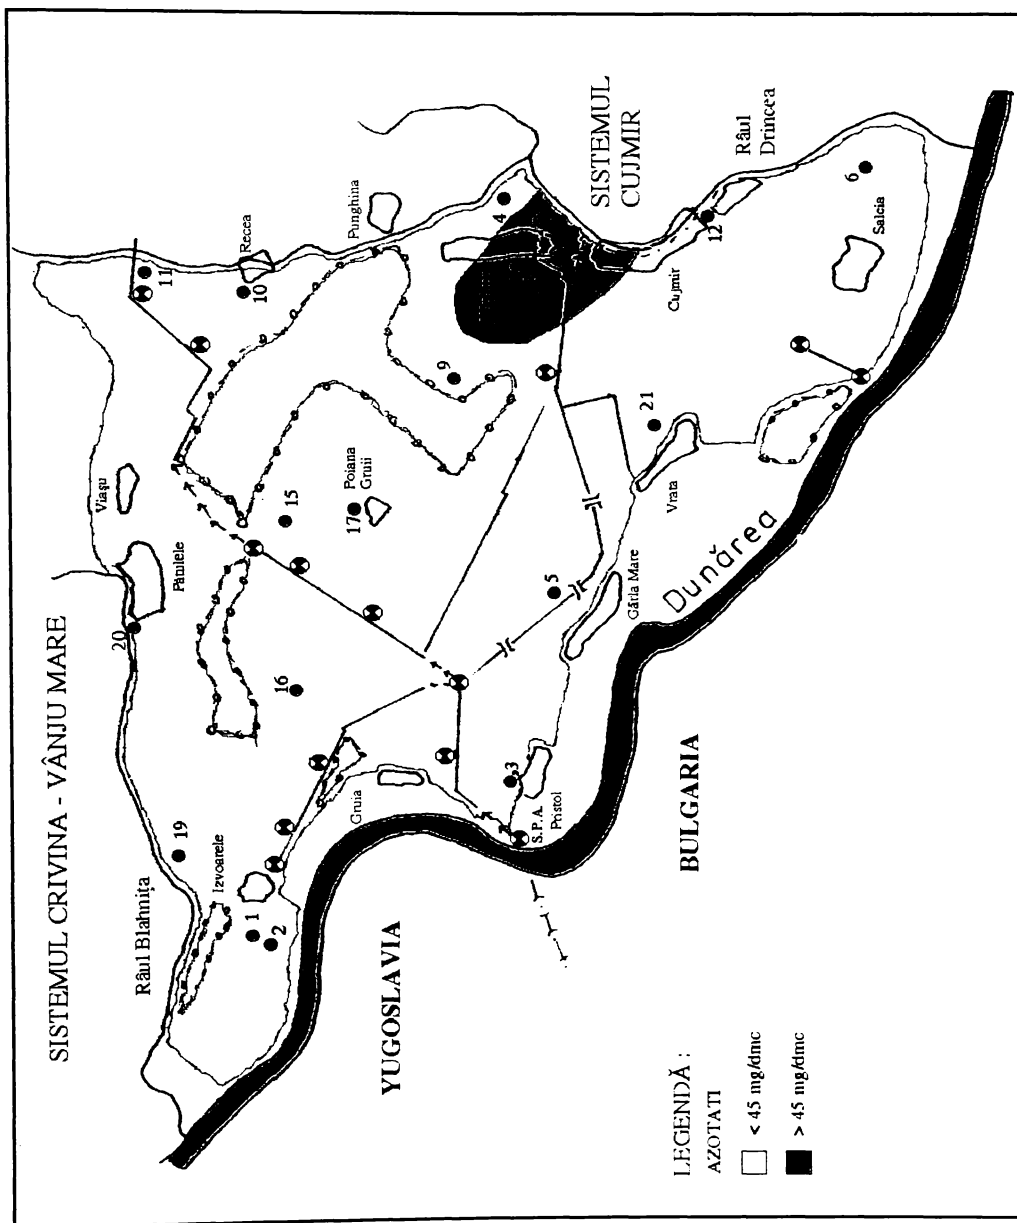 SISTEMUL CRIVINA - VÂNJU MARE
Râul Blahnița
Izvoarele
19
1
2
20
Pătulele
Viașu
11
10
Recea
Punghina
16
15
17
Poiana
Gruii
9
4
SISTEMUL
CUJMIR
Râul
Drincea
12
6
Salcia
Cujmir
21
Vrata
5
Gârla Mare
Dunărea
Gruia
3
S.P.A.
Pristol
YUGOSLAVIA
BULGARIA
LEGENDĂ :
AZOTATI
< 45 mg/dmc
> 45 mg/dmc